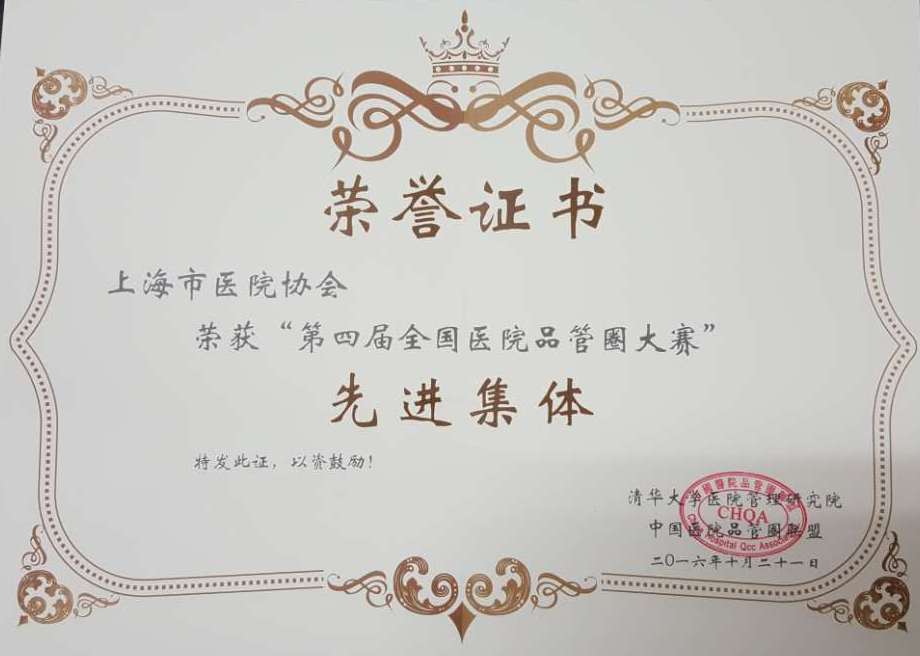 荣誉证书
上海市医院协会
荣获“第四届全国医院品管圈大赛”
先进集体
特发此证，以资鼓励！
清华大学医院管理研究院
中国医院品管圈联盟
二〇一六年十月二十一日
CHQA
Hospital Qcc Associa